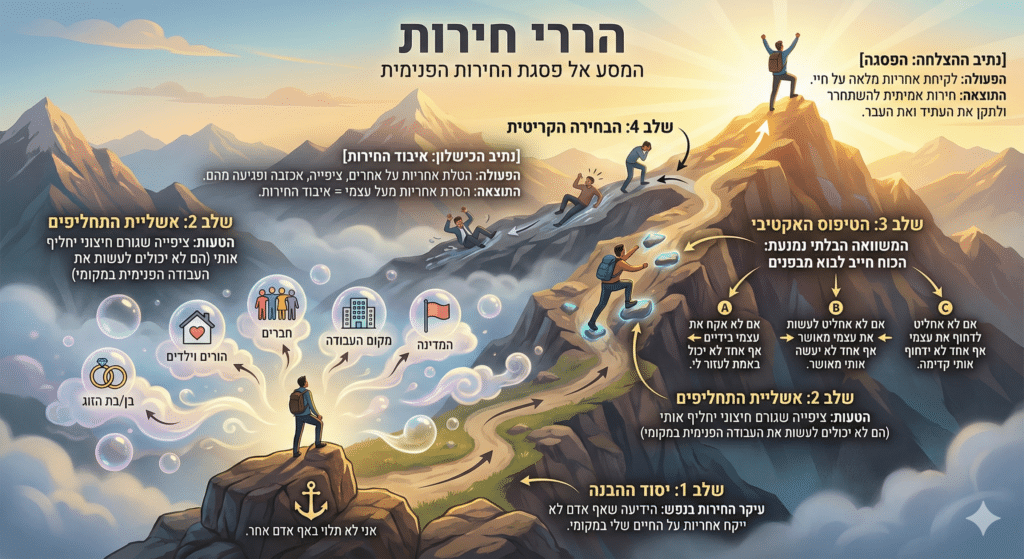 הררי חירות
המסע אל פסגת החירות הפנימית
[נתיב ההצלחה: הפסגה]
הפעולה: לקיחת אחריות מלאה על חיי.
התוצאה: חירות אמיתית להשתחרר
ולתקן את העתיד ואת העבר.
שלב 4: הבחירה הקריטית
[נתיב הכישלון: איבוד החירות]
הפעולה: הטלת אחריות על אחרים, ציפייה, אכזבה ופגיעה מהם.
התוצאה: הסרת אחריות מעל עצמי = איבוד החירות.
שלב 3: הטיפוס האקטיבי
המשוואה הבלתי נמנעת:
הכוח חייב לבוא מבפנים
A
אם לא אקח את
עצמי בידיים
אף אחד לא יכול
באמת לעזור לי.
B
אם לא אחליט לעשות
את עצמי מאושר
אף אחד לא יעשה
אותי מאושר.
C
אם לא אחליט
לדחוף את עצמי
אף אחד לא ידחוף
אותי קדימה.
שלב 2: אשליית התחליפים
הטעות: ציפייה שגורם חיצוני יחליף
אותי (הם לא יכולים לעשות את
העבודה הפנימית במקומי)
המדינה
מקום העבודה
חברים
הורים וילדים
בן/בת הזוג
שלב 2: אשליית התחליפים
הטעות: ציפייה שגורם חיצוני יחליף אותי
(הם לא יכולים לעשות את העבודה הפנימית במקומי)
שלב 1: יסוד ההבנה
עיקר החירות בנפש: הידיעה שאף אדם לא
ייקח אחריות על החיים שלי במקומי.
אני לא תלוי באף אדם אחר.